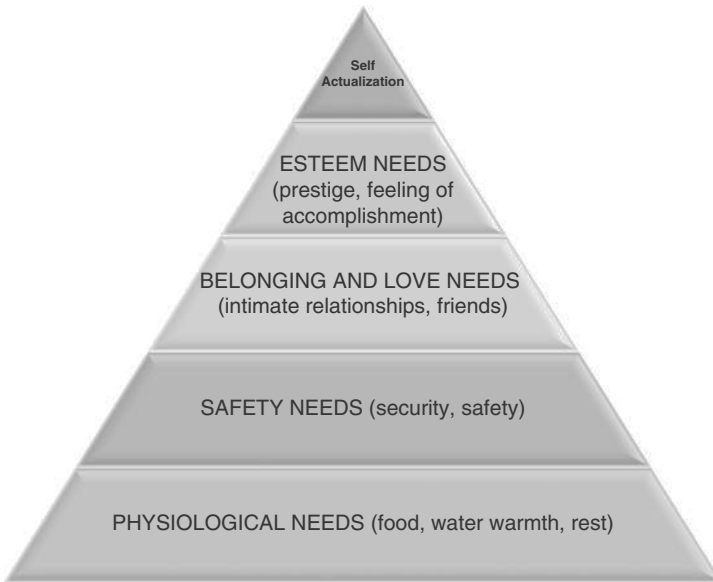 Self
Actualization
ESTEEM NEEDS
(prestige, feeling of
accomplishment)
BELONGING AND LOVE NEEDS
(intimate relationships, friends)
SAFETY NEEDS (security, safety)
PHYSIOLOGICAL NEEDS (food, water warmth, rest)